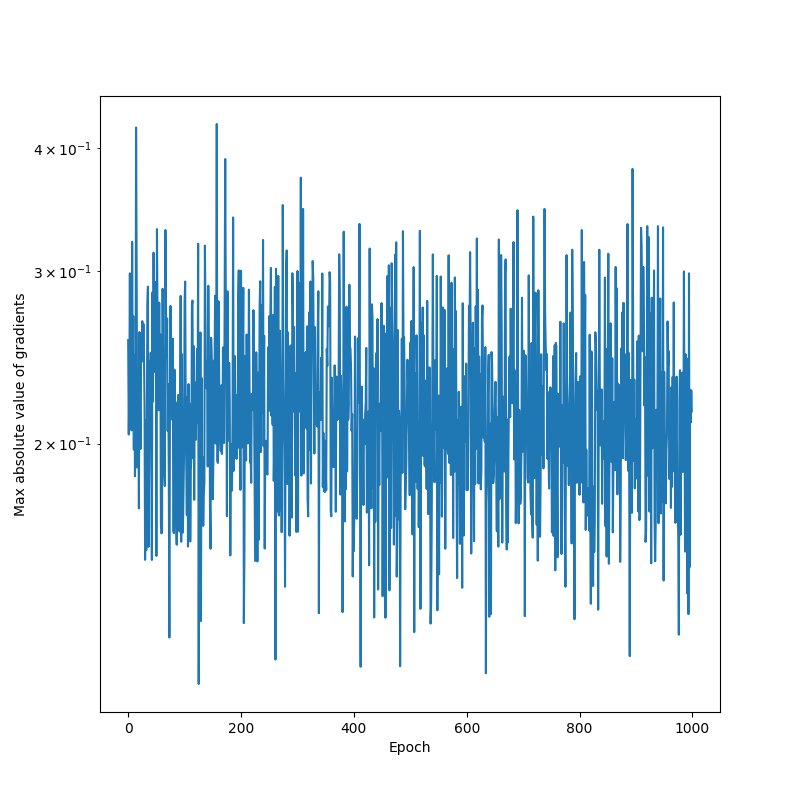 Max absolute value of gradients
4 × 10⁻¹
3 × 10⁻¹
2 × 10⁻¹
0 200 400 600 800 1000
Epoch